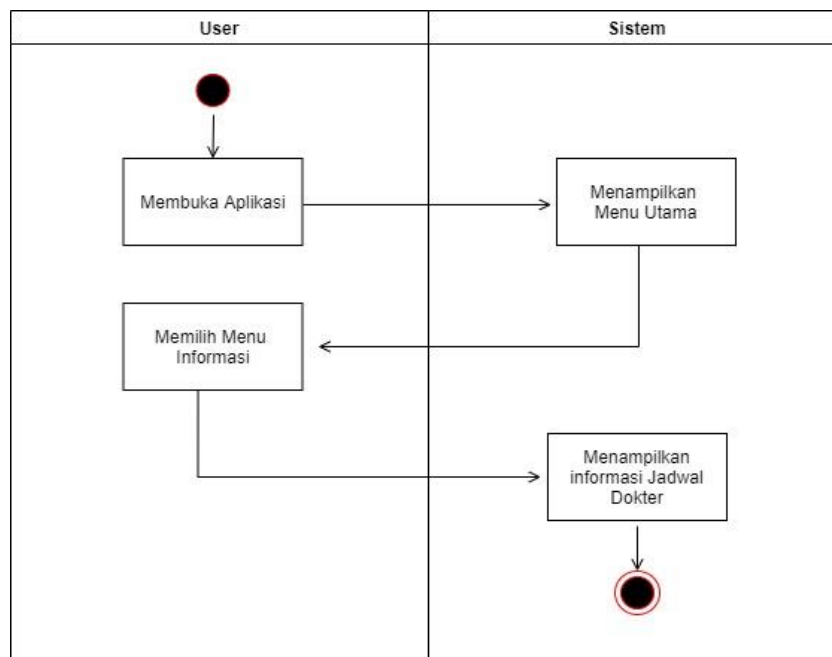 User
Sistem
Membuka Aplikasi
Menampilkan
Menu Utama
Memilih Menu
Informasi
Menampilkan
informasi Jadwal
Dokter